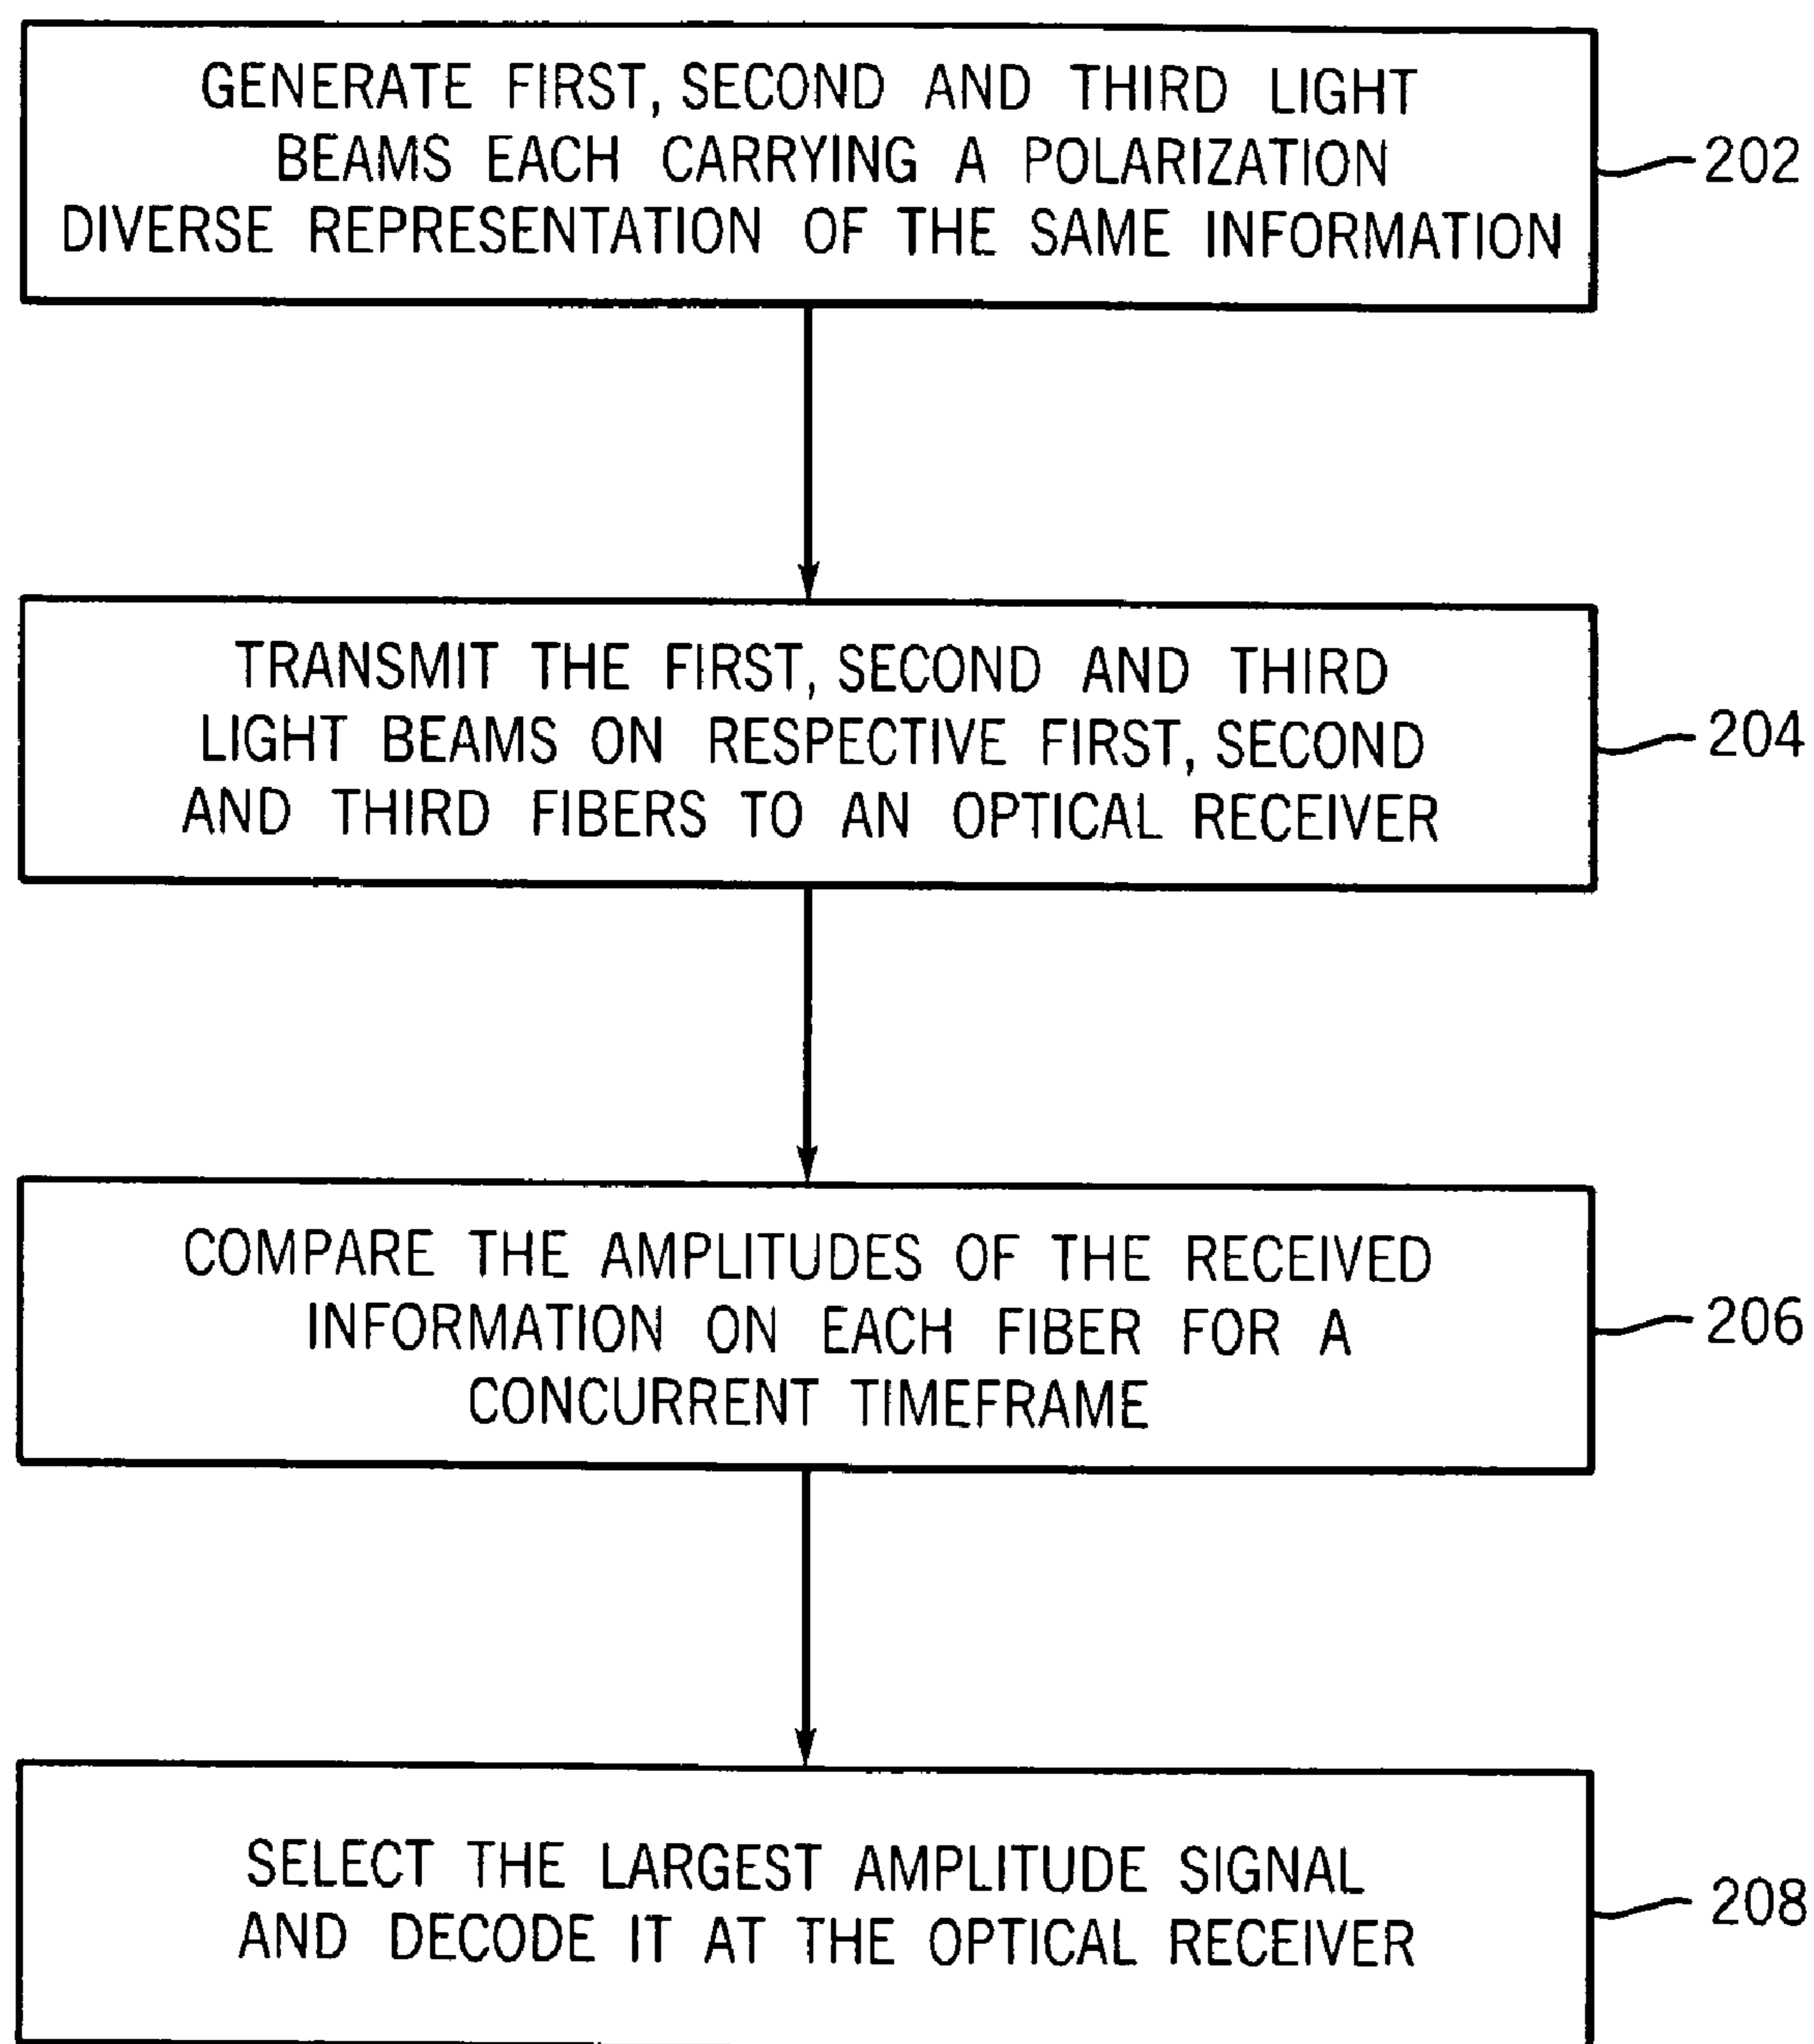 GENERATE FIRST, SECOND AND THIRD LIGHT
BEAMS EACH CARRYING A POLARIZATION
DIVERSE REPRESENTATION OF THE SAME INFORMATION
202
TRANSMIT THE FIRST, SECOND AND THIRD
LIGHT BEAMS ON RESPECTIVE FIRST, SECOND
AND THIRD FIBERS TO AN OPTICAL RECEIVER
204
COMPARE THE AMPLITUDES OF THE RECEIVED
INFORMATION ON EACH FIBER FOR A
CONCURRENT TIMEFRAME
206
SELECT THE LARGEST AMPLITUDE SIGNAL
AND DECODE IT AT THE OPTICAL RECEIVER
208